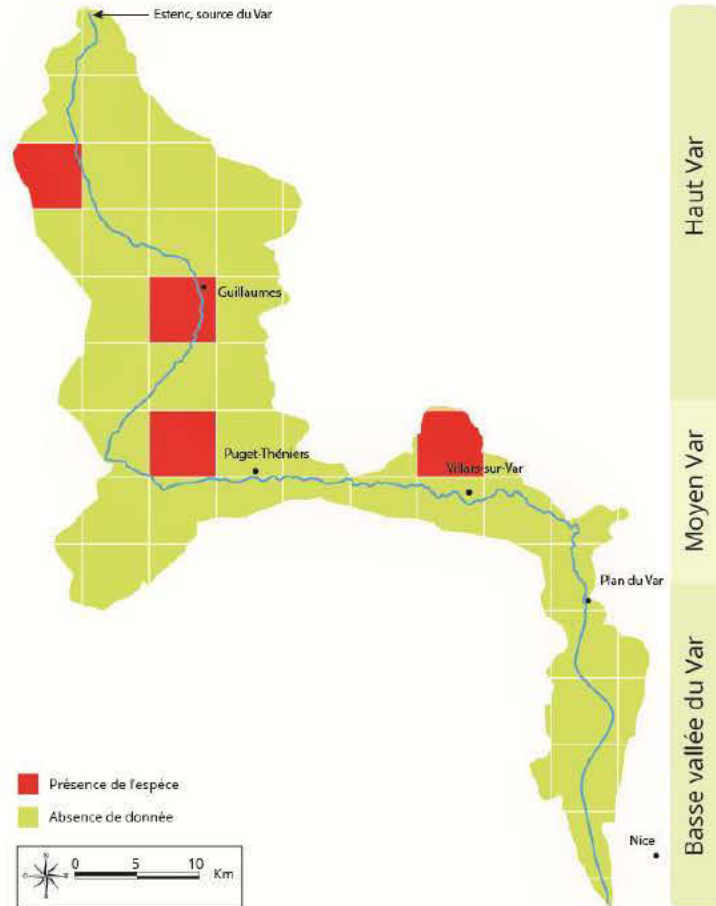 Estenc, source du Var
Haut Var
Guillaumes
Puget-Théniers
Villars-sur-Var
Moyen Var
Plan du Var
Basse vallée du Var
Présence de l'espèce
Absence de donnée
Nice
N
0 5 10
Km